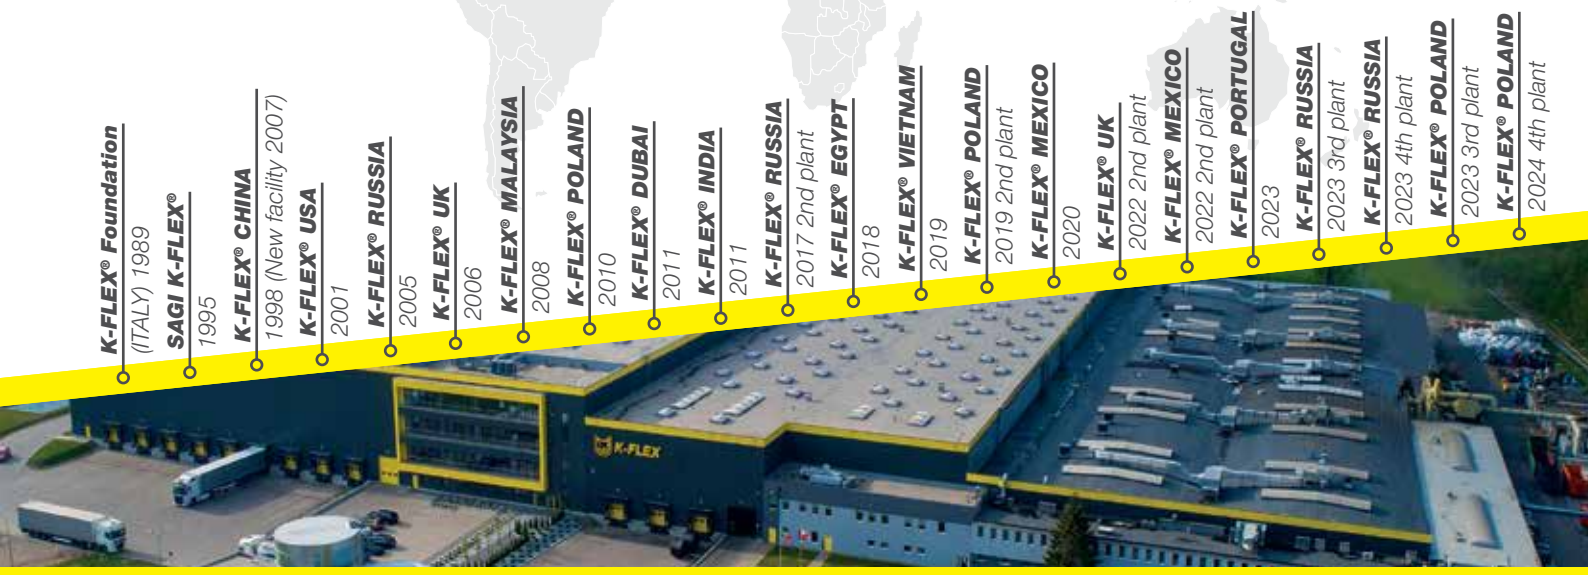 K-FLEX® Foundation
(ITALY) 1989
SAGI K-FLEX®
1995
K-FLEX® CHINA
1998 (New facility 2007)
K-FLEX® USA
2001
K-FLEX® RUSSIA
2005
K-FLEX® UK
2006
K-FLEX® MALAYSIA
2008
K-FLEX® POLAND
2010
K-FLEX® DUBAI
2011
K-FLEX® INDIA
2011
K-FLEX® RUSSIA
2017 2nd plant
K-FLEX® EGYPT
2018
K-FLEX® VIETNAM
2019
K-FLEX® POLAND
2019 2nd plant
K-FLEX® MEXICO
2020
K-FLEX® UK
2022 2nd plant
K-FLEX® MEXICO
2022 2nd plant
K-FLEX® PORTUGAL
2023
K-FLEX® RUSSIA
2023 3rd plant
K-FLEX® RUSSIA
2023 4th plant
K-FLEX® POLAND
2023 3rd plant
K-FLEX® POLAND
2024 4th plant
K-FLEX